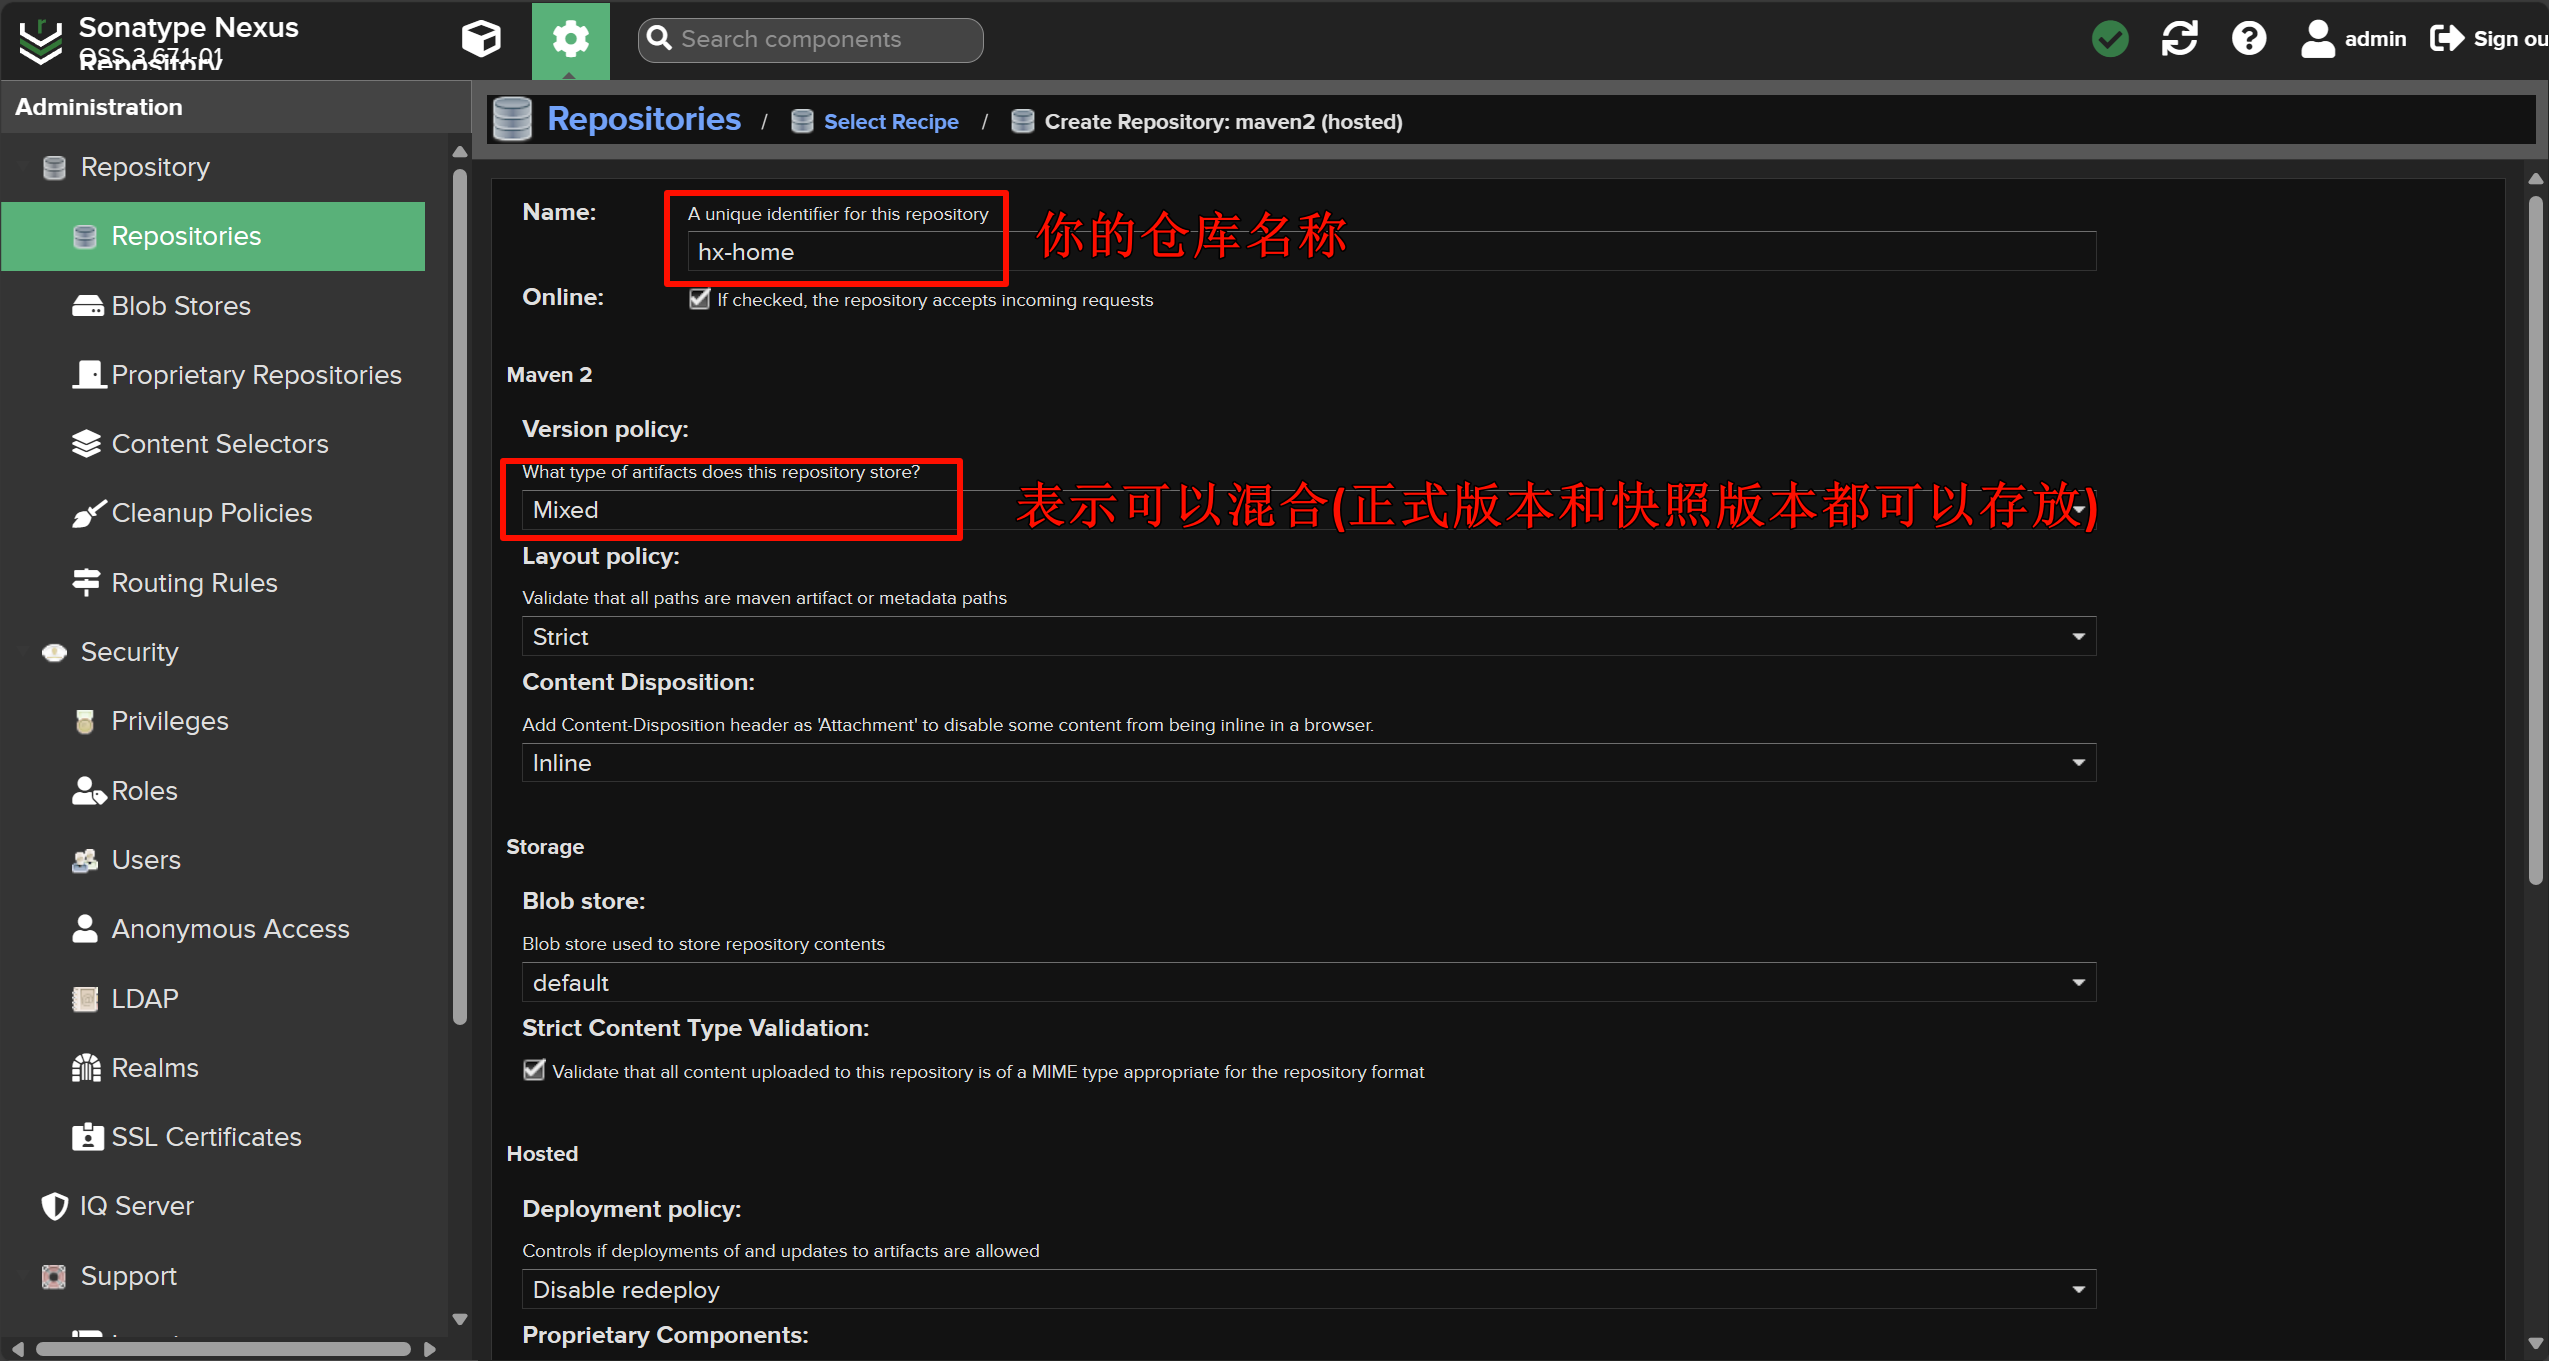 Sonatype Nexus
Repository
OSS 3.67.1-01
Search components
admin
Sign ou
Administration
Repository
Repositories
Blob Stores
Proprietary Repositories
Content Selectors
Cleanup Policies
Routing Rules
Security
Privileges
Roles
Users
Anonymous Access
LDAP
Realms
SSL Certificates
IQ Server
Support
Repositories / Select Recipe / Create Repository: maven2 (hosted)
Name:
A unique identifier for this repository
hx-home
你的仓库名称
Online:
If checked, the repository accepts incoming requests
Maven 2
Version policy:
What type of artifacts does this repository store?
Mixed
表示可以混合(正式版本和快照版本都可以存放)
Layout policy:
Validate that all paths are maven artifact or metadata paths
Strict
Content Disposition:
Add Content-Disposition header as 'Attachment' to disable some content from being inline in a browser.
Inline
Storage
Blob store:
Blob store used to store repository contents
default
Strict Content Type Validation:
Validate that all content uploaded to this repository is of a MIME type appropriate for the repository format
Hosted
Deployment policy:
Controls if deployments of and updates to artifacts are allowed
Disable redeploy
Proprietary Components: